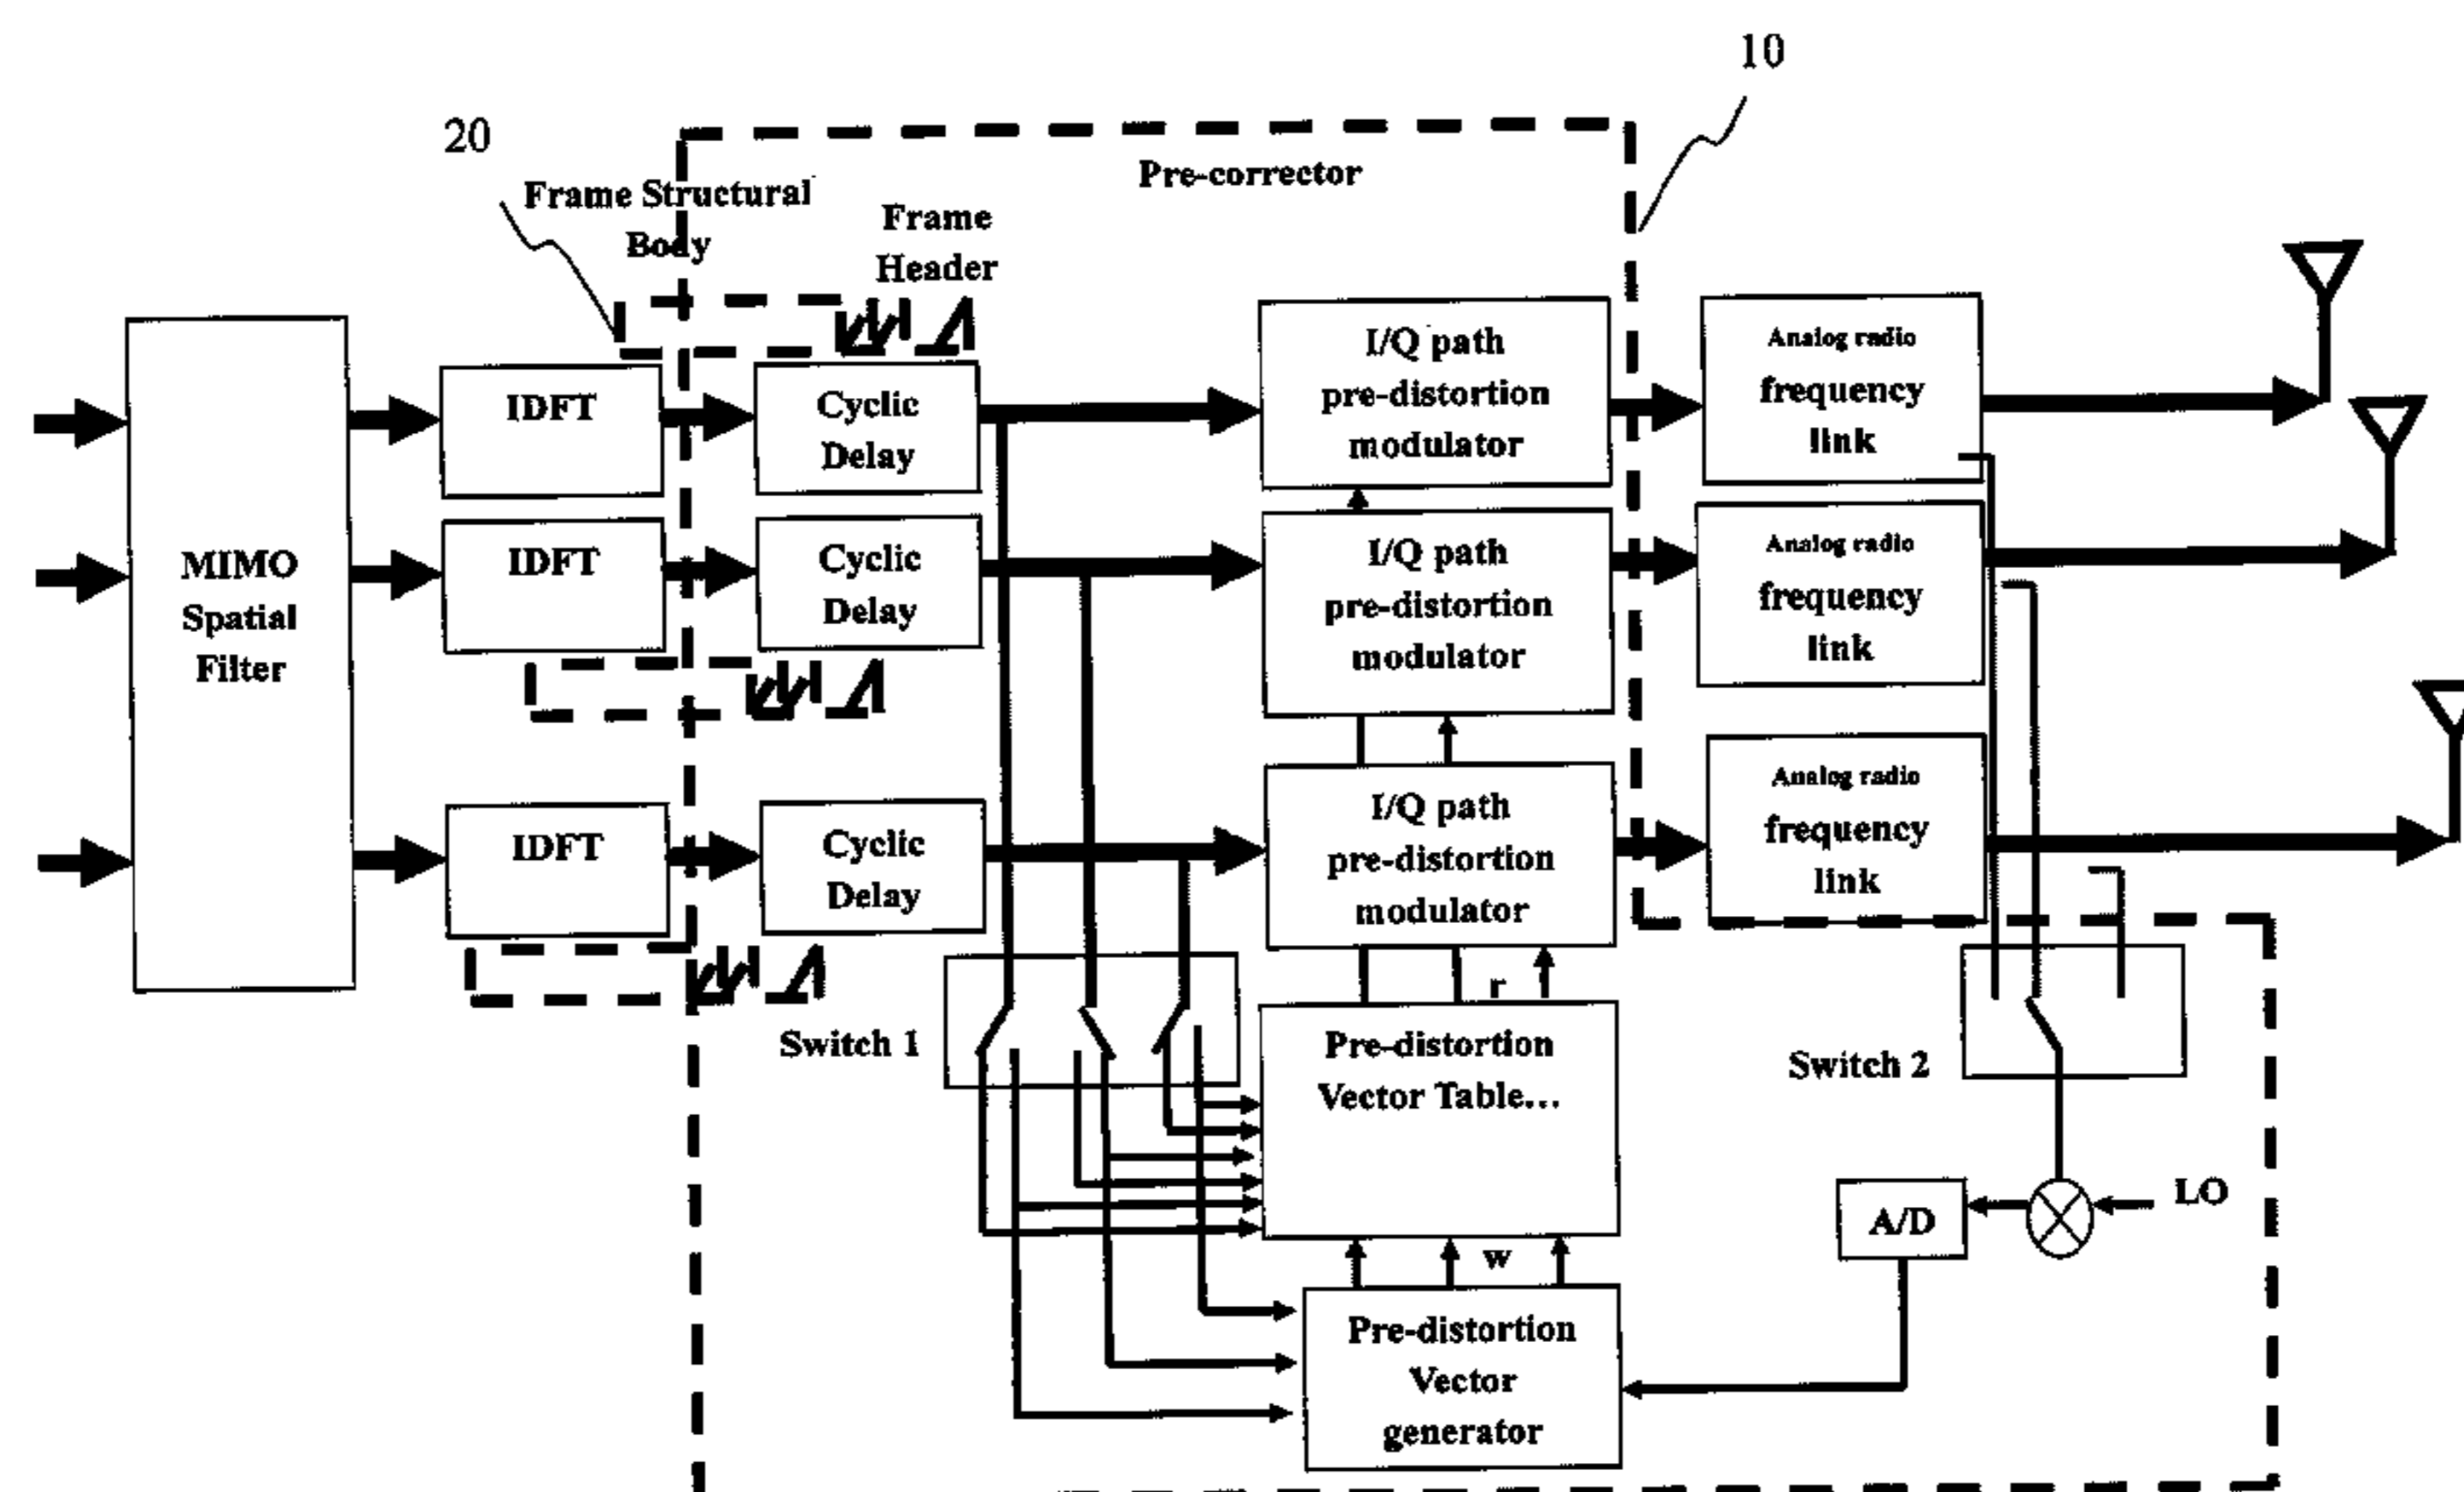 10
20
Pre-corrector
Frame Structural
Body
Frame
Header
MIMO
Spatial
Filter
IDFT
Cyclic
Delay
I/Q path
pre-distortion
modulator
Analog radio
frequency
link
IDFT
Cyclic
Delay
I/Q path
pre-distortion
modulator
Analog radio
frequency
link
IDFT
Cyclic
Delay
I/Q path
pre-distortion
modulator
Analog radio
frequency
link
r
Switch 1
Pre-distortion
Vector Table...
Switch 2
A/D
LO
w
Pre-distortion
Vector
generator